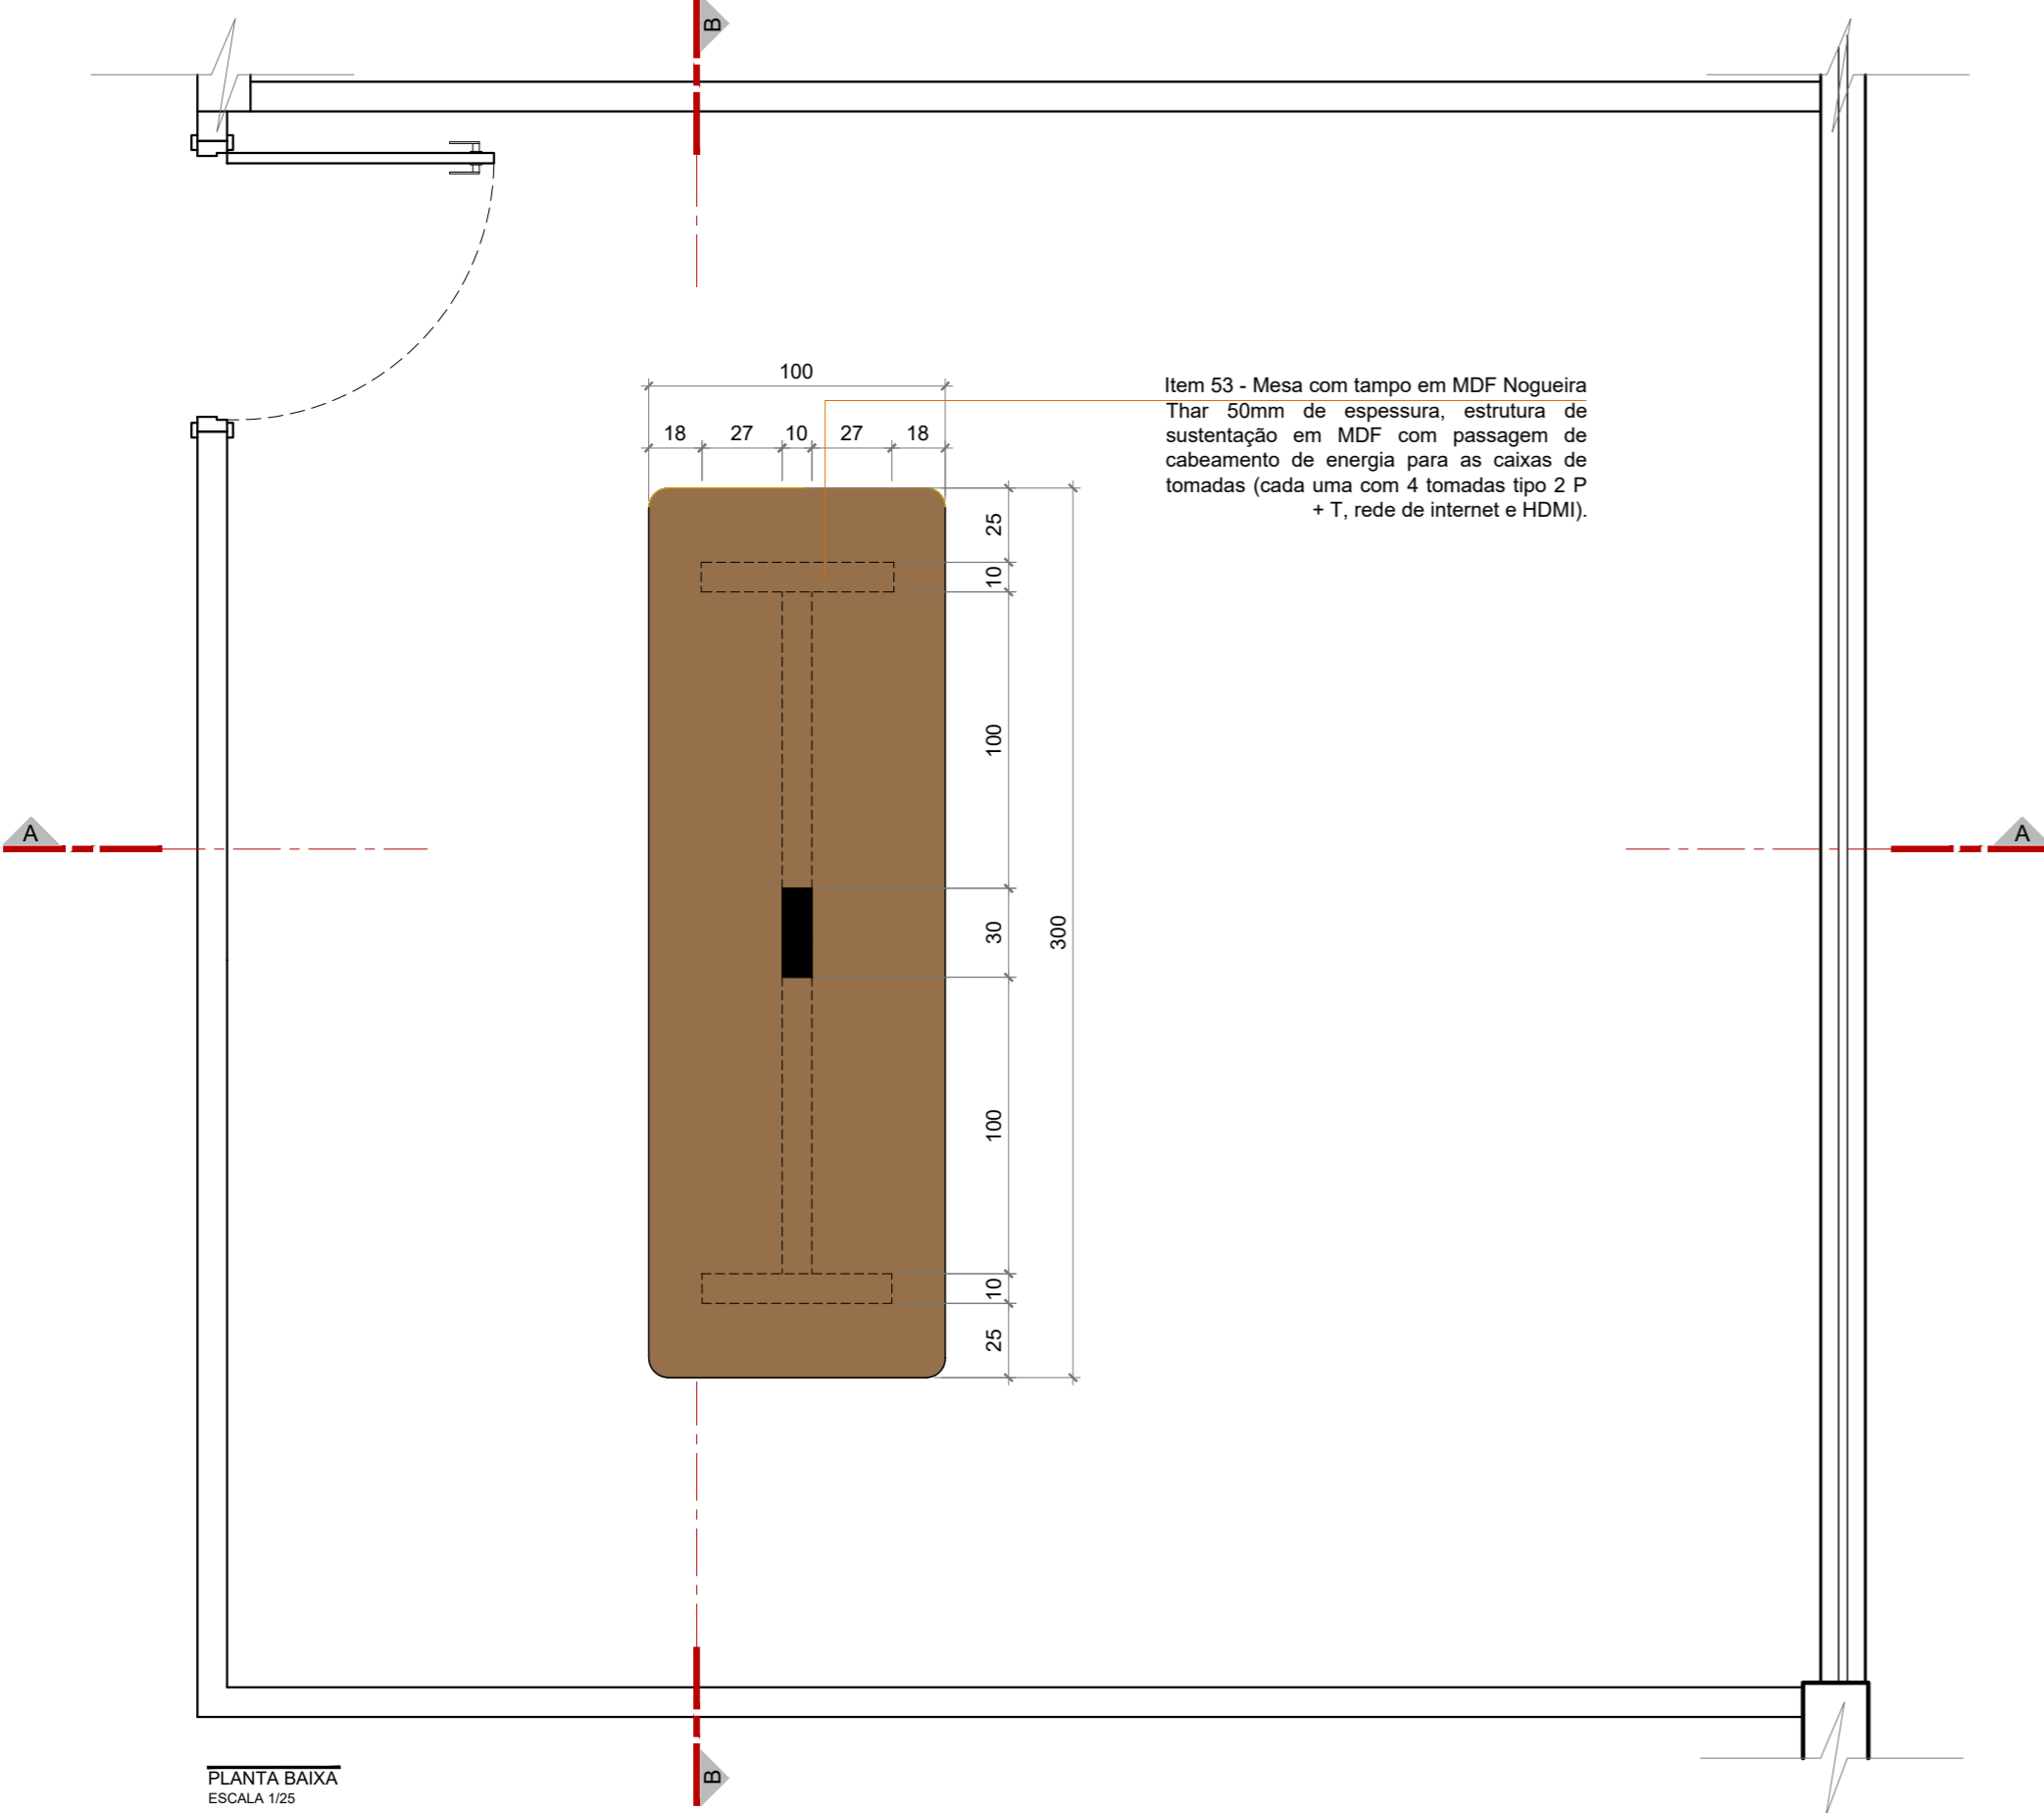 B
100
Item 53 - Mesa com tampo em MDF Nogueira
Thar 50mm de espessura, estrutura de
sustentação em MDF com passagem de
cabeamento de energia para as caixas de
tomadas (cada uma com 4 tomadas tipo 2 P
+ T, rede de internet e HDMI).
18 27 10 27 18
25
10
100
A
A
30
300
100
10
25
B
PLANTA BAIXA
ESCALA 1/25